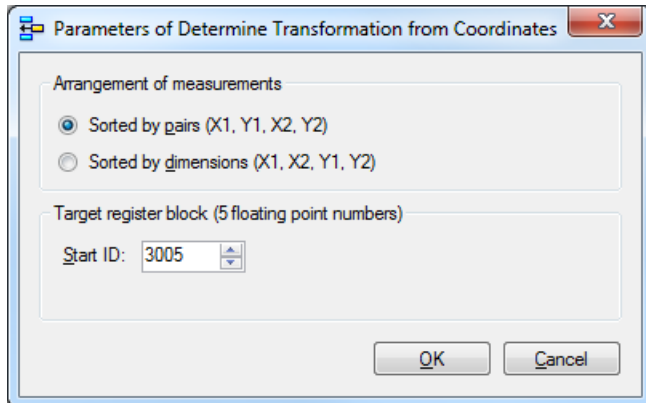 Parameters of Determine Transformation from Coordinates
Arrangement of measurements
Sorted by pairs (X1, Y1, X2, Y2)
Sorted by dimensions (X1, X2, Y1, Y2)
Target register block (5 floating point numbers)
Start ID: 3005
OK Cancel